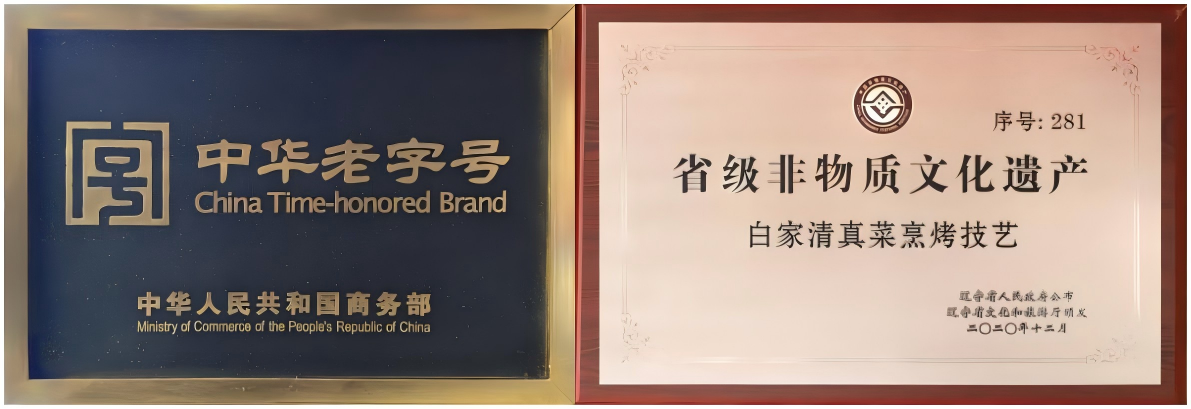 中华老字号
China Time-honored Brand
中华人民共和国商务部
Ministry of Commerce of the People's Republic of China
序号: 281
省级非物质文化遗产
白家清真菜烹烤技艺
辽宁省人民政府公布
辽宁省文化和旅游厅颁发
二〇二〇年十二月